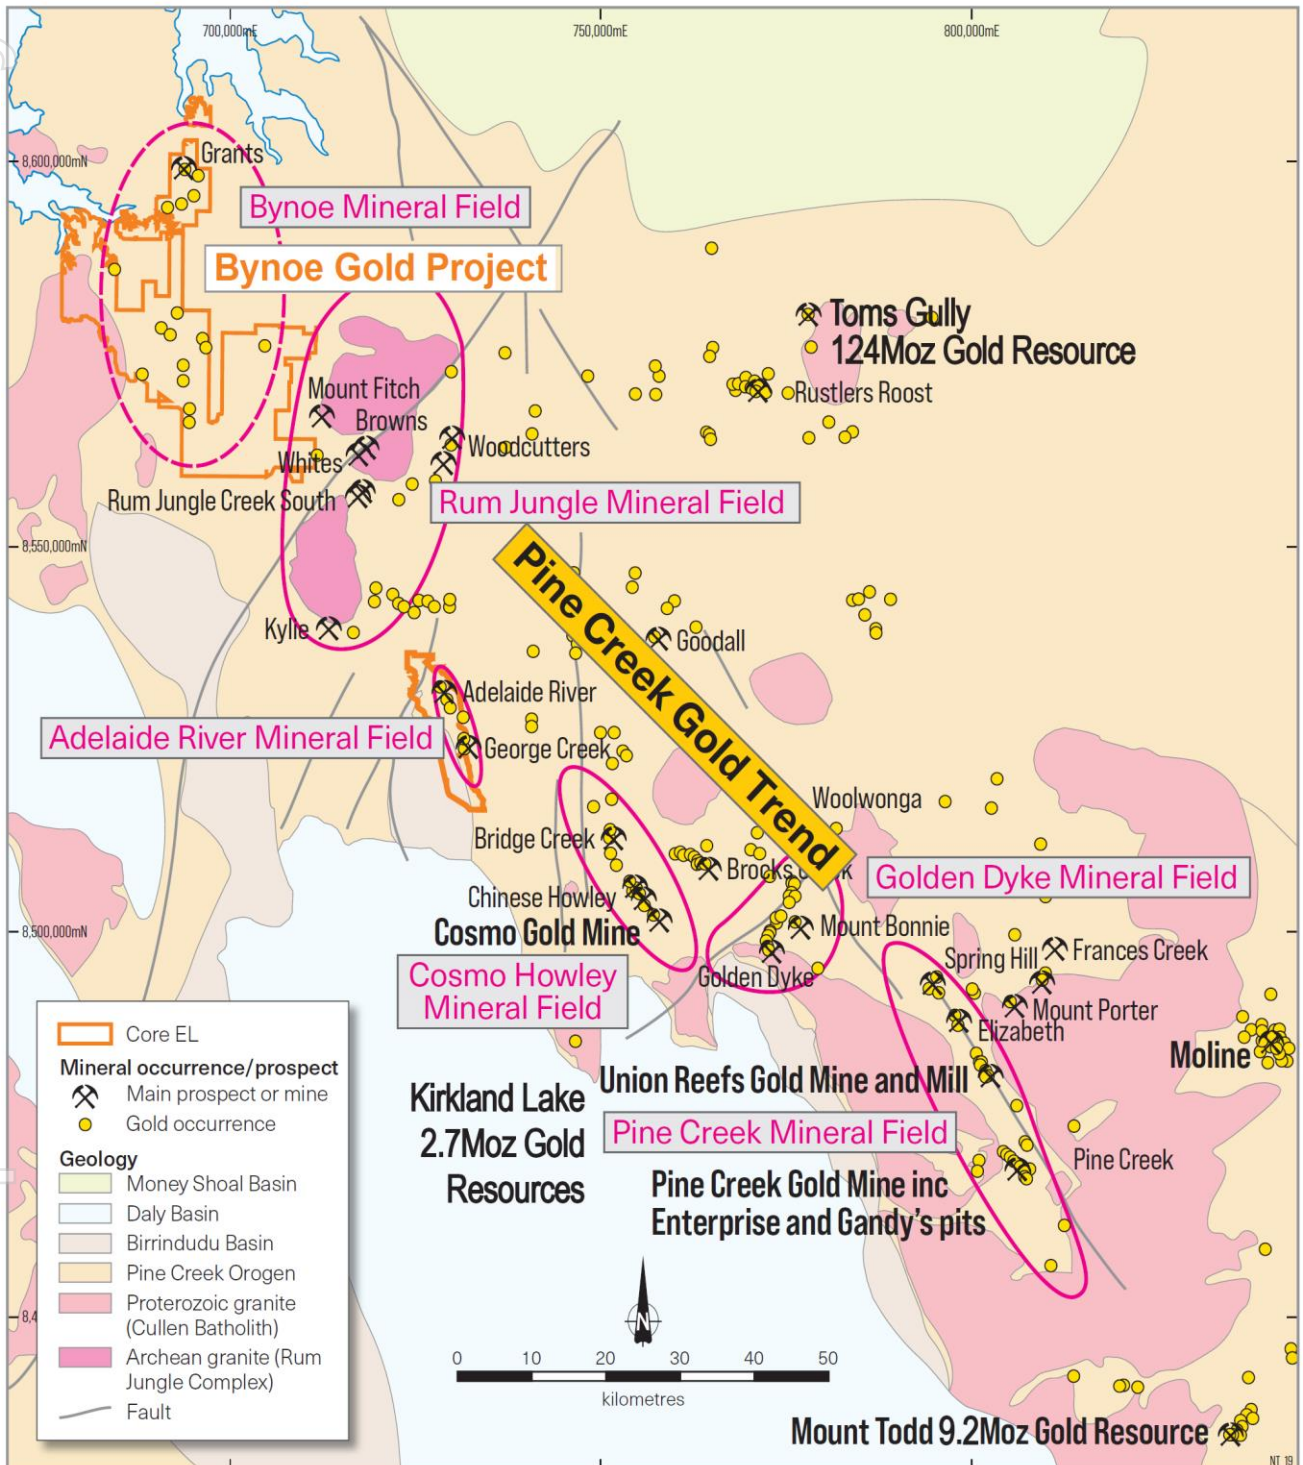 700,000mE
750,000mE
800,000mE
8,600,000mN
Grants
Bynoe Mineral Field
Bynoe Gold Project
Toms Gully
124Moz Gold Resource
Mount Fitch
Rustlers Roost
Browns
Woodcutters
Whites
Rum Jungle Creek South
Rum Jungle Mineral Field
8,550,000mN
Pine Creek Gold Trend
Kylie
Goodall
Adelaide River
Adelaide River Mineral Field
George Creek
Woolwonga
Bridge Creek
Brocks
k
Golden Dyke Mineral Field
Chinese Howley
Mount Bonnie
Cosmo Gold Mine
8,500,000mN
Frances Creek
Spring Hill
Cosmo Howley
Mineral Field
Golden Dyke
Mount Porter
Elizabeth
Moline
Union Reefs Gold Mine and Mill
Kirkland Lake
2.7Moz Gold
Resources
Pine Creek Mineral Field
Pine Creek
Pine Creek Gold Mine inc
Enterprise and Gandy's pits
Core EL
Mineral occurrence/prospect
Main prospect or mine
Gold occurrence
Geology
Money Shoal Basin
Daly Basin
Birrindudu Basin
Pine Creek Orogen
Proterozoic granite
(Cullen Batholith)
Archean granite (Rum
Jungle Complex)
Fault
8,4
N
0 10 20 30 40 50
kilometres
Mount Todd 9.2Moz Gold Resource
NT_19